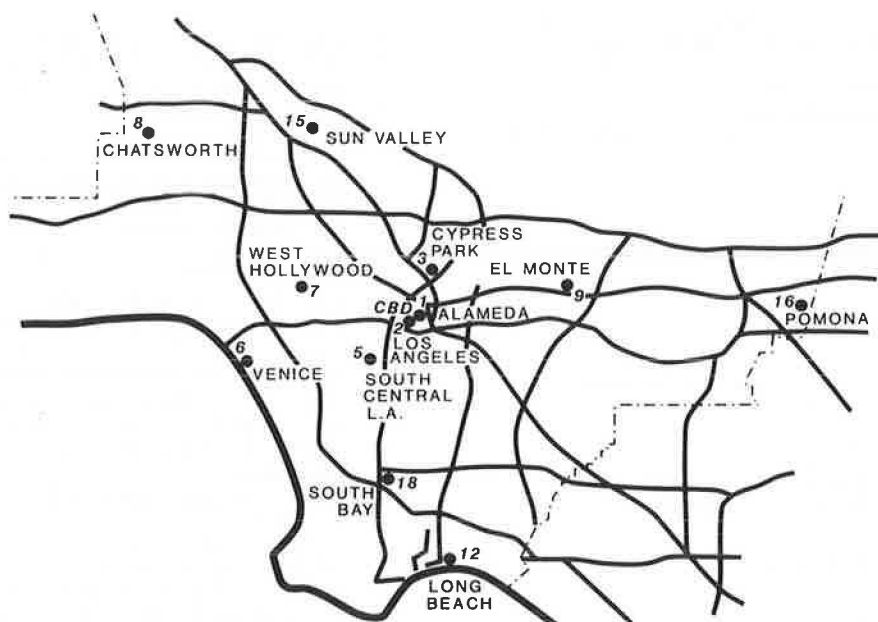 8
CHATSWORTH
15
SUN VALLEY
CYPRESS
PARK
3
WEST
HOLLYWOOD
7
EL MONTE
9
CBD
1
ALAMEDA
2
LOS
ANGELES
16
POMONA
6
VENICE
5
SOUTH
CENTRAL
L.A.
SOUTH
BAY
18
12
LONG
BEACH